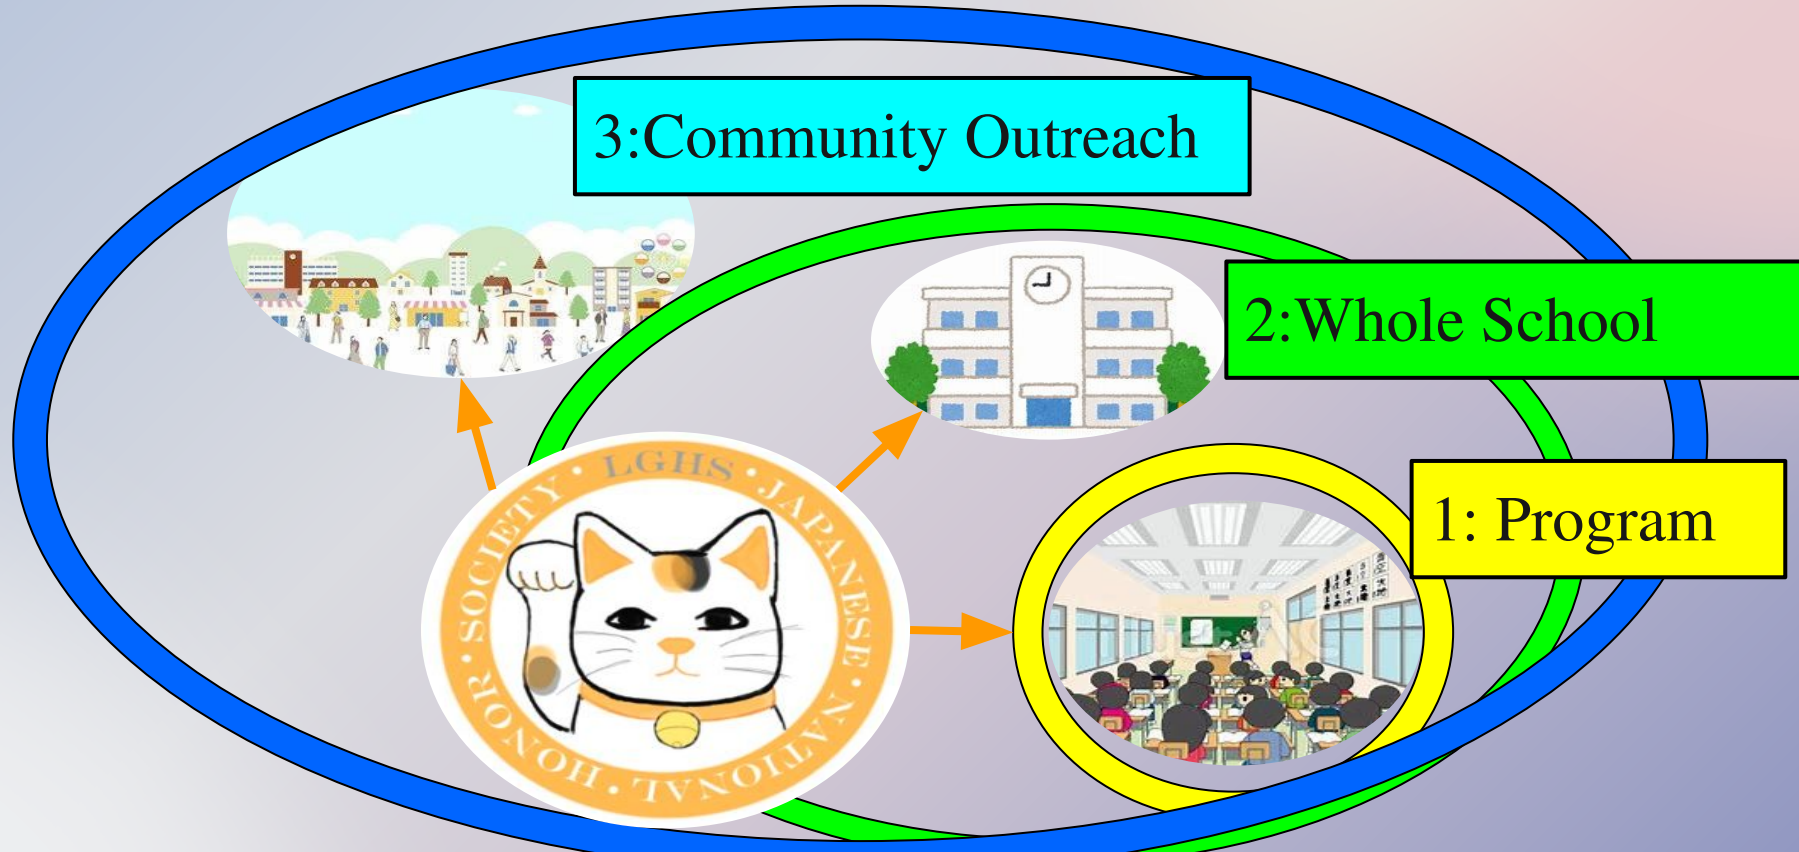 3:Community Outreach
2:Whole School
1: Program
LGHS · JAPANESE · NATIONAL · HONOR · SOCIETY ·